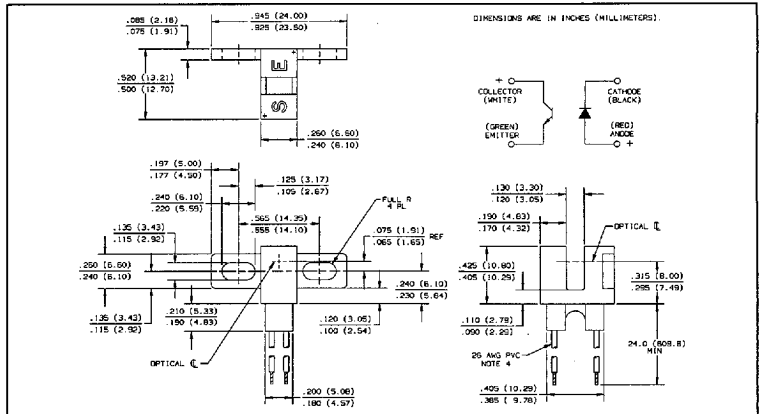 .945 (24.00)
.925 (23.50)
DIMENSIONS ARE IN INCHES (MILLIMETERS).
.085 (2.16)
.075 (1.91)
E
S
+
+
.520 (13.21)
.500 (12.70)
.260 (6.60)
.240 (6.10)
+
COLLECTOR
(WHITE)
CATHODE
(BLACK)
(GREEN)
EMITTER
(RED)
ANODE
+
.197 (5.00)
.177 (4.50)
.125 (3.17)
.105 (2.67)
.240 (6.10)
.220 (5.59)
FULL R
4 PL
.565 (14.35)
.555 (14.10)
.135 (3.43)
.115 (2.92)
.075 (1.91)
.065 (1.65)
REF
.260 (6.60)
.240 (6.10)
.240 (6.10)
.230 (5.84)
.135 (3.43)
.115 (2.92)
.210 (5.33)
.190 (4.83)
.120 (3.05)
.100 (2.54)
OPTICAL ℄
.200 (5.08)
.180 (4.57)
.130 (3.30)
.120 (3.05)
.190 (4.83)
.170 (4.32)
OPTICAL ℄
.425 (10.80)
.405 (10.29)
.315 (8.00)
.295 (7.49)
.110 (2.79)
.090 (2.29)
26 AWG PVC
NOTE 4
24.0 (609.6)
MIN
.405 (10.29)
.385 ( 9.78)